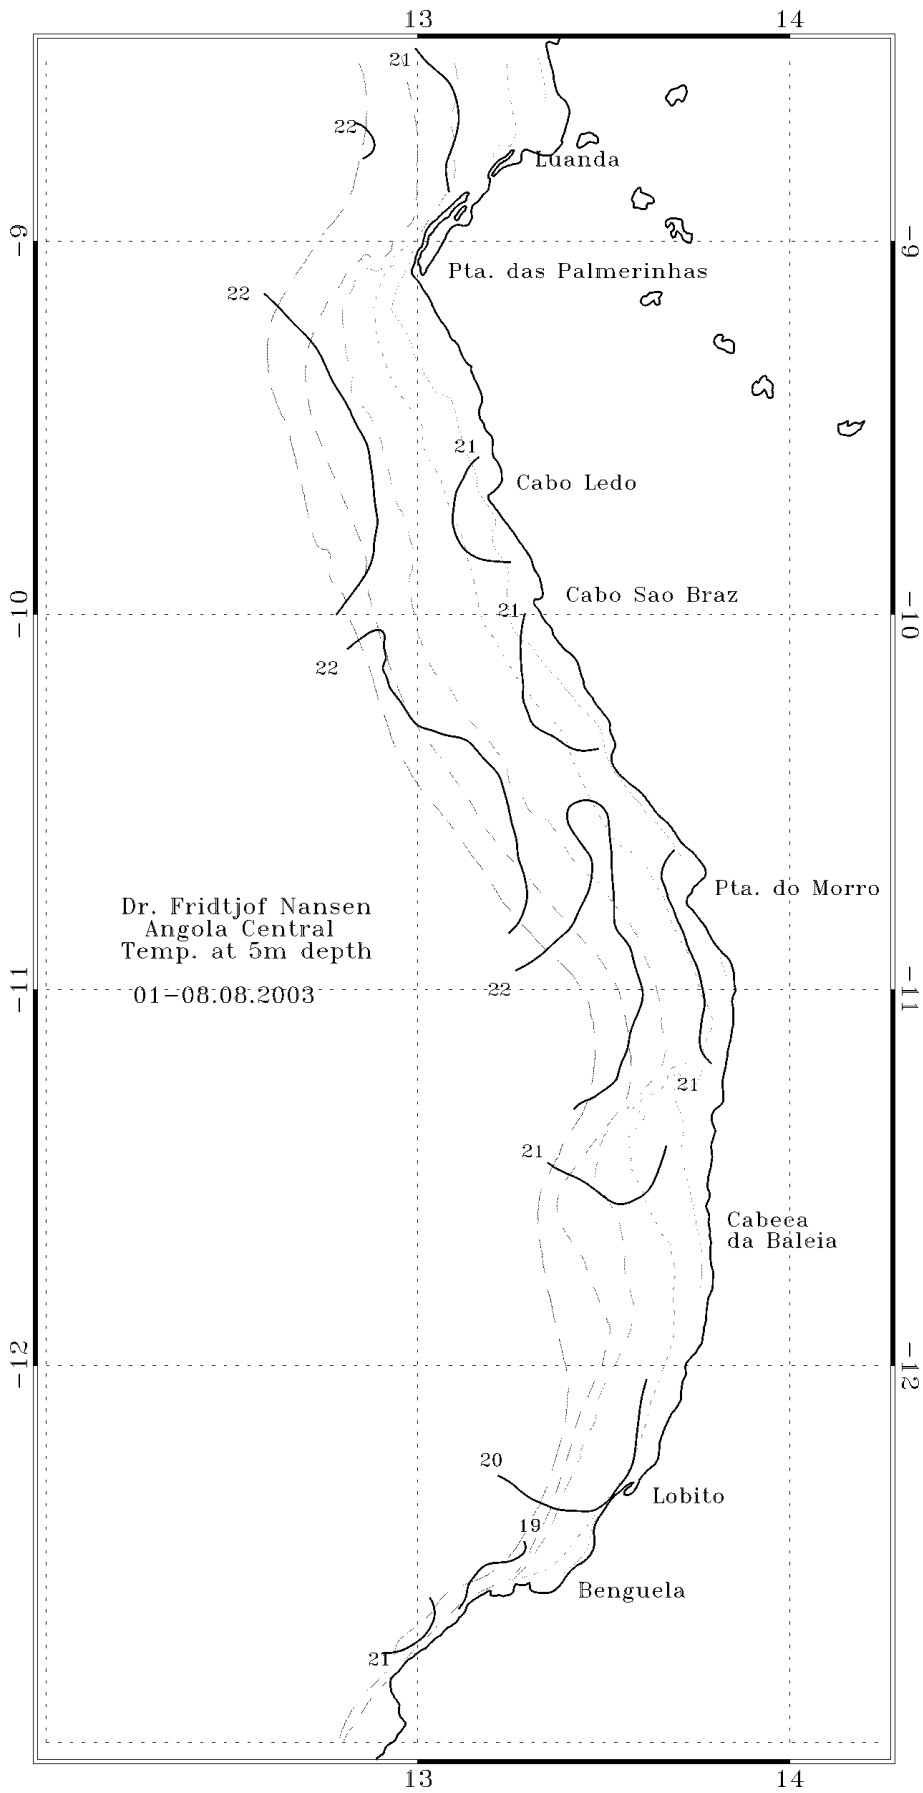 13 14
21
22
Luanda
-9 -9
Pta. das Palmerinhas
22
21
Cabo Ledo
Cabo Sao Braz
21
-10 -10
22
Pta. do Morro
Dr. Fridtjof Nansen
Angola Central
Temp. at 5m depth
01-08.08.2003
22
-11 -11
21
21
Cabeca
da Baleia
-12 -12
20
Lobito
19
Benguela
21
13 14